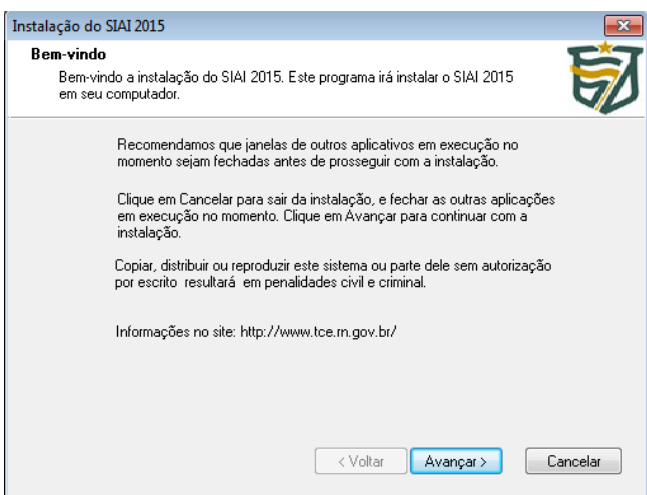 Instalação do SIAI 2015
Bem-vindo
Bem-vindo a instalação do SIAI 2015. Este programa irá instalar o SIAI 2015
em seu computador.
Recomendamos que janelas de outros aplicativos em execução no
momento sejam fechadas antes de prosseguir com a instalação.
Clique em Cancelar para sair da instalação, e fechar as outras aplicações
em execução no momento. Clique em Avançar para continuar com a
instalação.
Copiar, distribuir ou reproduzir este sistema ou parte dele sem autorização
por escrito resultará em penalidades civil e criminal.
Informações no site: http://www.tce.rn.gov.br/
< Voltar
Avançar >
Cancelar